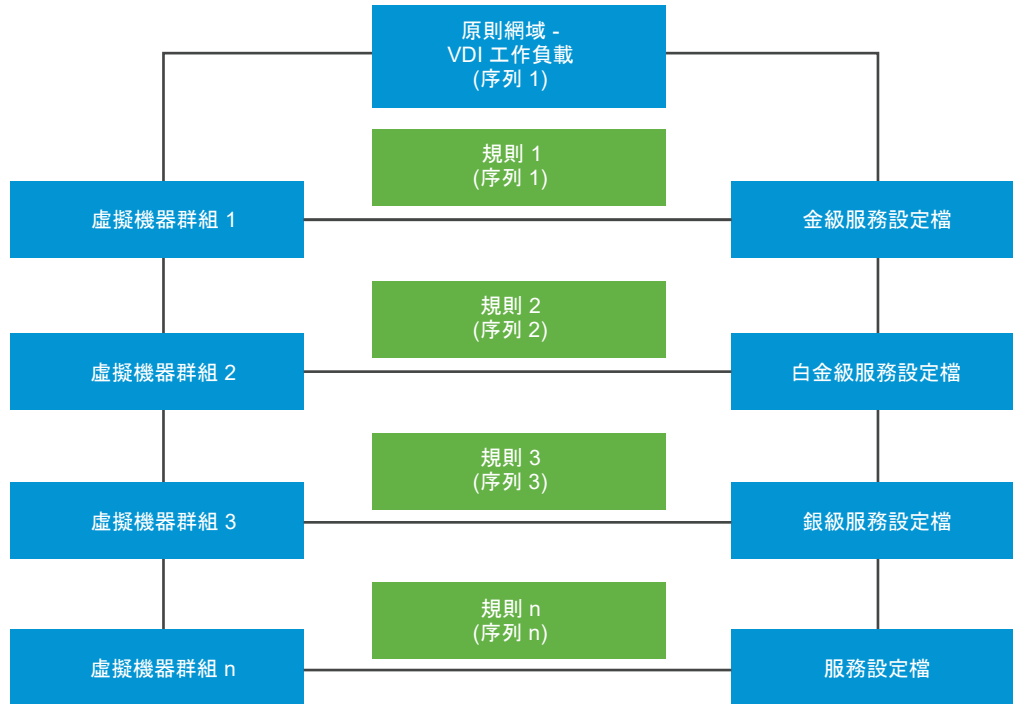 原則網域 -
VDI 工作負載
(序列 1)
規則 1
(序列 1)
虛擬機器群組 1
金級服務設定檔
規則 2
(序列 2)
虛擬機器群組 2
白金級服務設定檔
規則 3
(序列 3)
虛擬機器群組 3
銀級服務設定檔
規則 n
(序列 n)
虛擬機器群組 n
服務設定檔